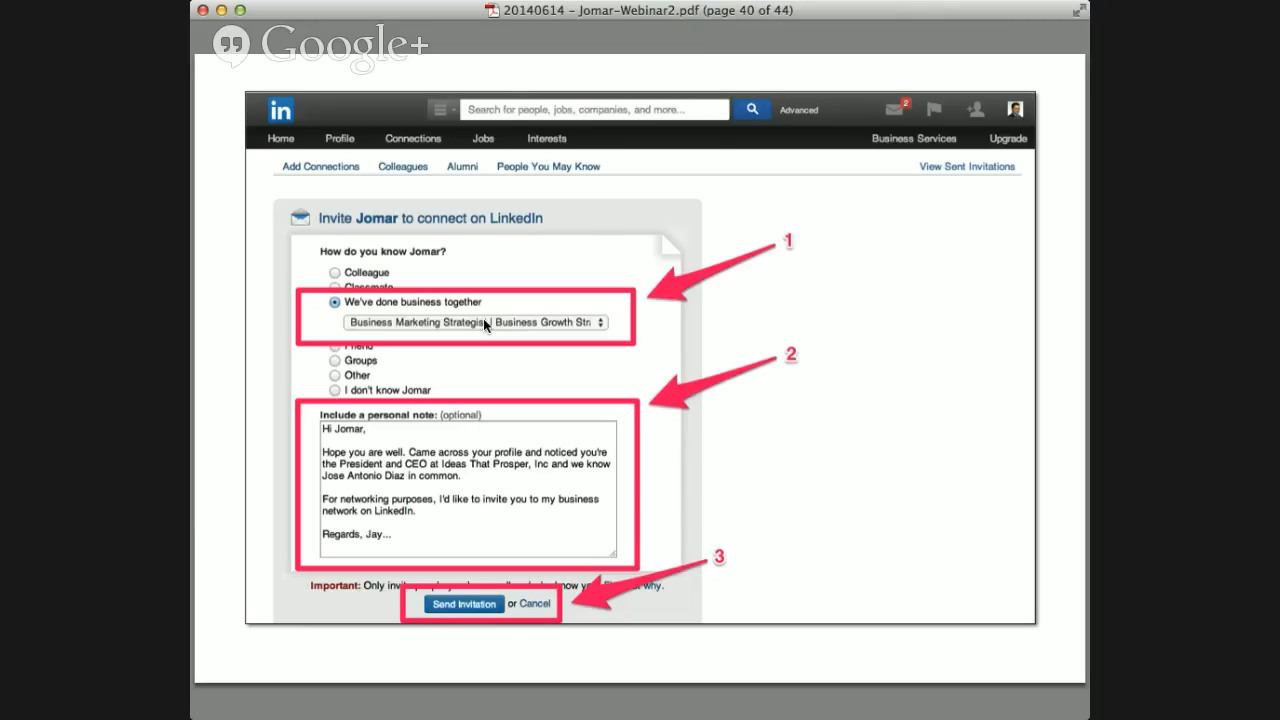 20140614 – Jomar-Webinar2.pdf (page 40 of 44)
Google+
in
Search for people, jobs, companies, and more...
Advanced
2
Home Profile Connections Jobs Interests Business Services Upgrade
Add Connections Colleagues Alumni People You May Know View Sent Invitations
Invite Jomar to connect on LinkedIn
How do you know Jomar?
1
Colleague
Classmate
We've done business together
Business Marketing Strategist | Business Growth Str
Friend
2
Groups
Other
I don't know Jomar
Include a personal note: (optional)
Hi Jomar,
Hope you are well. Came across your profile and noticed you're
the President and CEO at Ideas That Prosper, Inc and we know
Jose Antonio Diaz in common.
For networking purposes, I'd like to invite you to my business
network on LinkedIn.
Regards, Jay...
3
Important: Only why.
Send Invitation or Cancel